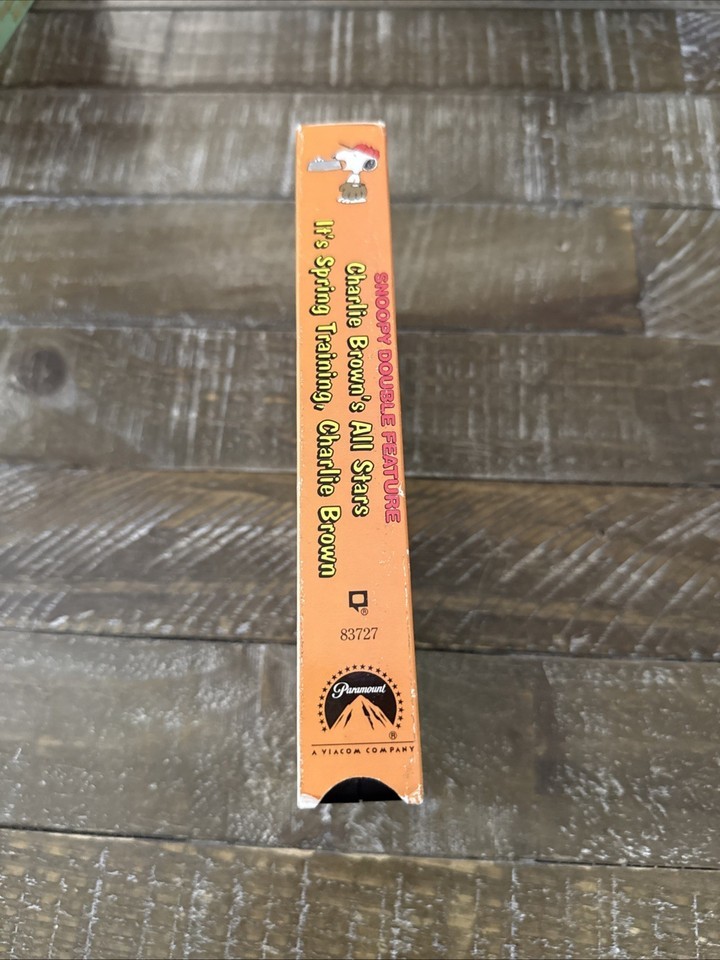 SNOOPY DOUBLE FEATURE
Charlie Brown's All Stars
It's Spring Training, Charlie Brown
®
83727
Paramount
®
A VIACOM COMPANY